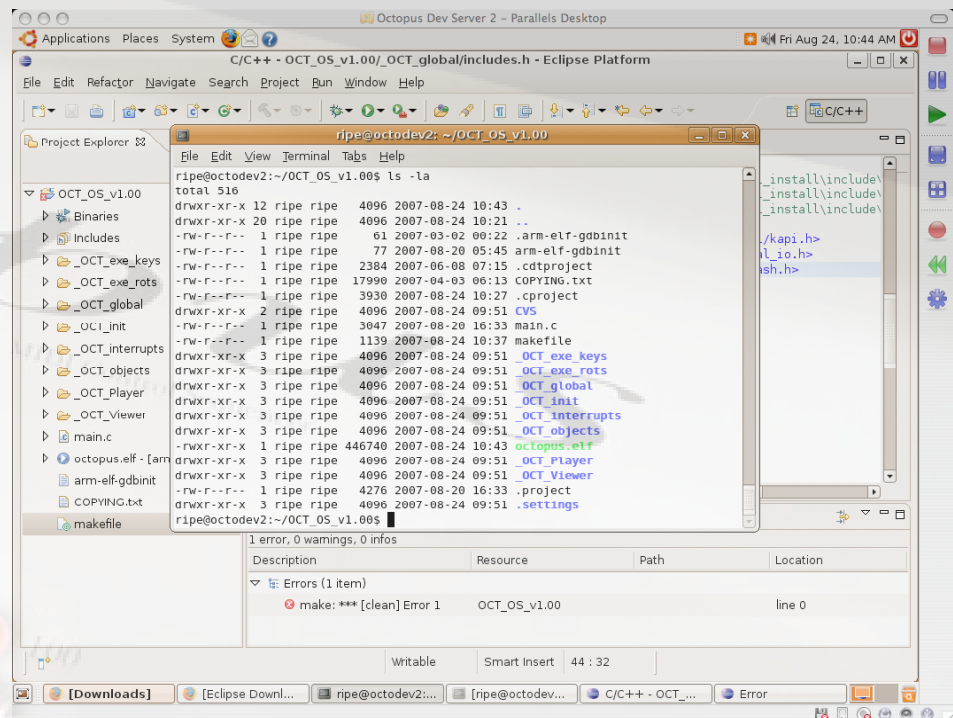 Octopus Dev Server 2 – Parallels Desktop
Applications Places System
Fri Aug 24, 10:44 AM
C/C++ - OCT_OS_v1.00/_OCT_global/includes.h - Eclipse Platform
File Edit Refactor Navigate Search Project Run Window Help
C/C++
Project Explorer
OCT_OS_v1.00
Binaries
Includes
_OCT_exe_keys
_OCT_exe_rots
_OCT_global
_OCT_init
_OCT_interrupts
_OCT_objects
_OCT_Player
_OCT_Viewer
main.c
octopus.elf - [arm
arm-elf-gdbinit
COPYING.txt
makefile
ripe@octodev2: ~/OCT_OS_v1.00
File Edit View Terminal Tabs Help
ripe@octodev2:~/OCT_OS_v1.00$ ls -la
total 516
drwxr-xr-x 12 ripe ripe 4096 2007-08-24 10:43 .
drwxr-xr-x 20 ripe ripe 4096 2007-08-24 10:21 ..
-rw-r--r-- 1 ripe ripe 61 2007-03-02 00:22 .arm-elf-gdbinit
-rw-r--r-- 1 ripe ripe 77 2007-08-20 05:45 arm-elf-gdbinit
-rw-r--r-- 1 ripe ripe 2384 2007-06-08 07:15 .cdtproject
-rw-r--r-- 1 ripe ripe 17990 2007-04-03 06:13 COPYING.txt
-rw-r--r-- 1 ripe ripe 3930 2007-08-24 10:27 .cproject
drwxr-xr-x 2 ripe ripe 4096 2007-08-24 09:51 CVS
-rw-r--r-- 1 ripe ripe 3047 2007-08-20 16:33 main.c
-rw-r--r-- 1 ripe ripe 1139 2007-08-24 10:37 makefile
drwxr-xr-x 3 ripe ripe 4096 2007-08-24 09:51 _OCT_exe_keys
drwxr-xr-x 3 ripe ripe 4096 2007-08-24 09:51 _OCT_exe_rots
drwxr-xr-x 3 ripe ripe 4096 2007-08-24 09:51 _OCT_global
drwxr-xr-x 3 ripe ripe 4096 2007-08-24 09:51 _OCT_init
drwxr-xr-x 3 ripe ripe 4096 2007-08-24 09:51 _OCT_interrupts
drwxr-xr-x 3 ripe ripe 4096 2007-08-24 09:51 _OCT_objects
-rwxr-xr-x 1 ripe ripe 446740 2007-08-24 10:43 octopus.elf
drwxr-xr-x 3 ripe ripe 4096 2007-08-24 09:51 _OCT_Player
drwxr-xr-x 3 ripe ripe 4096 2007-08-24 09:51 _OCT_Viewer
-rw-r--r-- 1 ripe ripe 4276 2007-08-20 16:33 .project
drwxr-xr-x 3 ripe ripe 4096 2007-08-24 09:51 .settings
ripe@octodev2:~/OCT_OS_v1.00$
_install\include\
_install\include\
_install\include\
/kapi.h>
al_io.h>
ash.h>
1 error, 0 warnings, 0 infos
Description Resource Path Location
Errors (1 item)
make: *** [clean] Error 1 OCT_OS_v1.00 line 0
Writable Smart Insert 44 : 32
[Downloads] [Eclipse Downl... ripe@octodev2:... [ripe@octodev... C/C++ - OCT_... Error